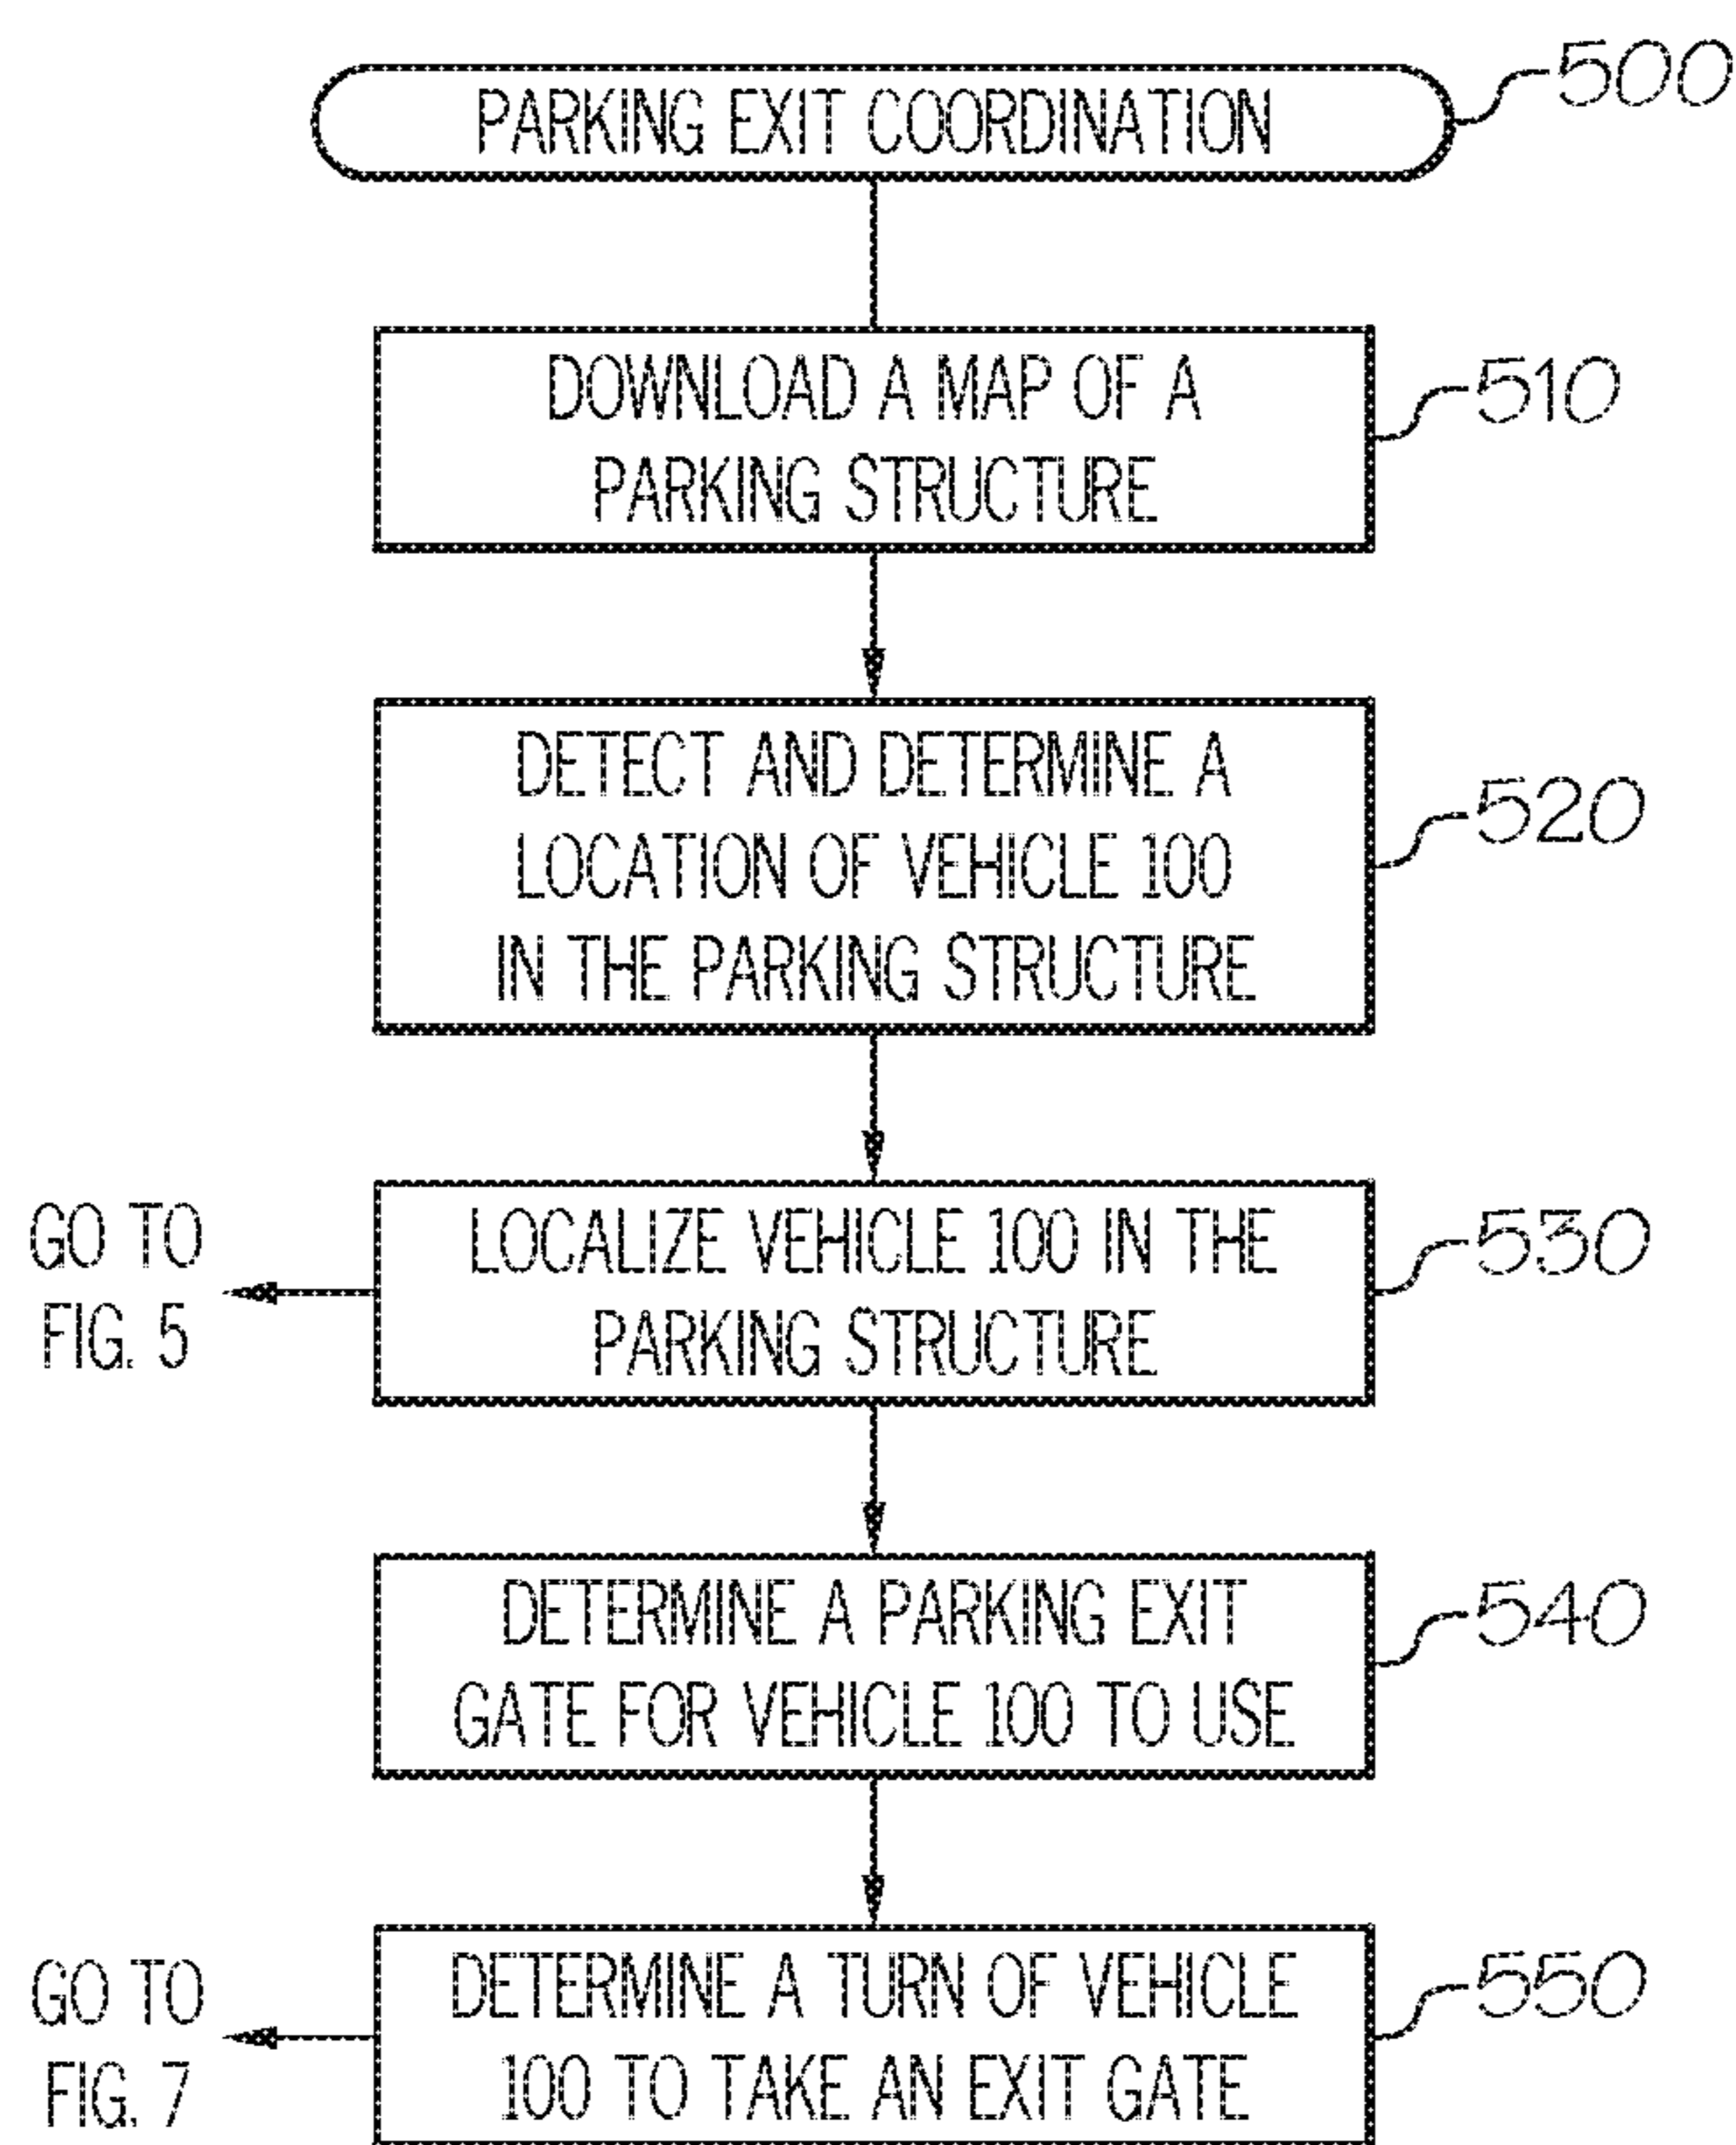 PARKING EXIT COORDINATION
500
DOWNLOAD A MAP OF A
PARKING STRUCTURE
510
DETECT AND DETERMINE A
LOCATION OF VEHICLE 100
IN THE PARKING STRUCTURE
520
GO TO
FIG. 5
LOCALIZE VEHICLE 100 IN THE
PARKING STRUCTURE
530
DETERMINE A PARKING EXIT
GATE FOR VEHICLE 100 TO USE
540
GO TO
FIG. 7
DETERMINE A TURN OF VEHICLE
100 TO TAKE AN EXIT GATE
550